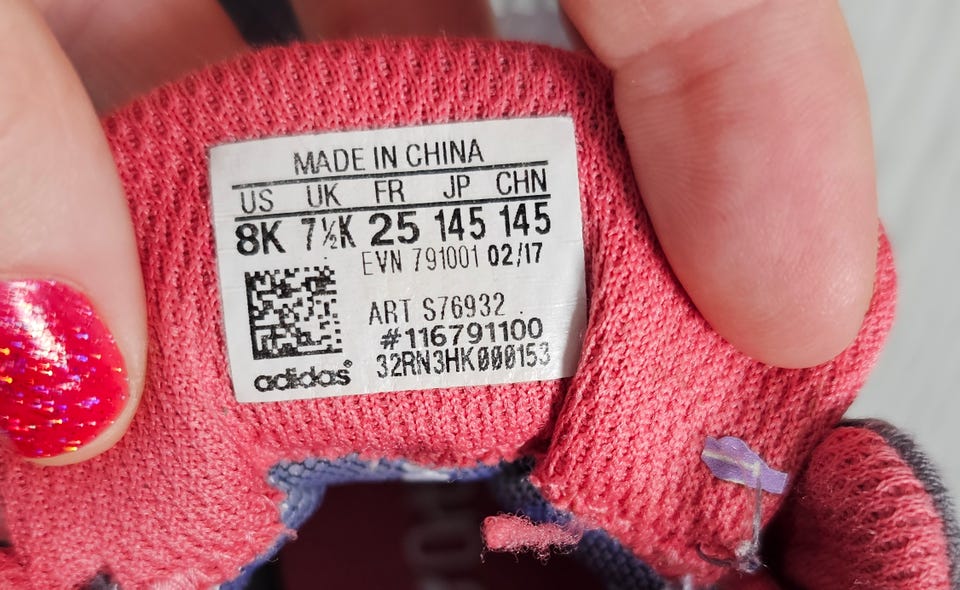 MADE IN CHINA
US UK FR JP CHN
8K 7½K 25 145 145
EVN 791001 02/17
ART S76932
#116791100
32RN3HK000153
adidas®